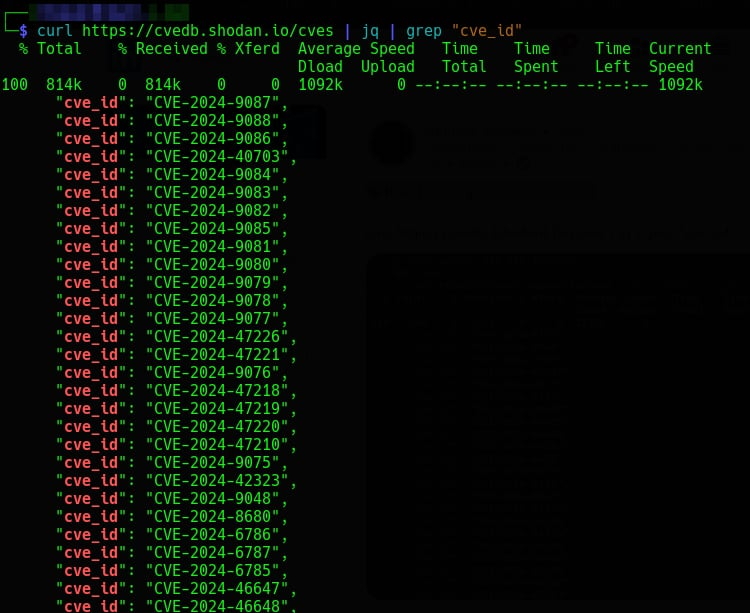 └─$ curl https://cvedb.shodan.io/cves | jq | grep "cve_id"
% Total % Received % Xferd Average Speed Time Time Time Current
Dload Upload Total Spent Left Speed
100 814k 0 814k 0 0 1092k 0 --:--:-- --:--:-- --:--:-- 1092k
"cve_id": "CVE-2024-9087",
"cve_id": "CVE-2024-9088",
"cve_id": "CVE-2024-9086",
"cve_id": "CVE-2024-40703",
"cve_id": "CVE-2024-9084",
"cve_id": "CVE-2024-9083",
"cve_id": "CVE-2024-9082",
"cve_id": "CVE-2024-9085",
"cve_id": "CVE-2024-9081",
"cve_id": "CVE-2024-9080",
"cve_id": "CVE-2024-9079",
"cve_id": "CVE-2024-9078",
"cve_id": "CVE-2024-9077",
"cve_id": "CVE-2024-47226",
"cve_id": "CVE-2024-47221",
"cve_id": "CVE-2024-9076",
"cve_id": "CVE-2024-47218",
"cve_id": "CVE-2024-47219",
"cve_id": "CVE-2024-47220",
"cve_id": "CVE-2024-47210",
"cve_id": "CVE-2024-9075",
"cve_id": "CVE-2024-42323",
"cve_id": "CVE-2024-9048",
"cve_id": "CVE-2024-8680",
"cve_id": "CVE-2024-6786",
"cve_id": "CVE-2024-6787",
"cve_id": "CVE-2024-6785",
"cve_id": "CVE-2024-46647",
"cve_id": "CVE-2024-46648",